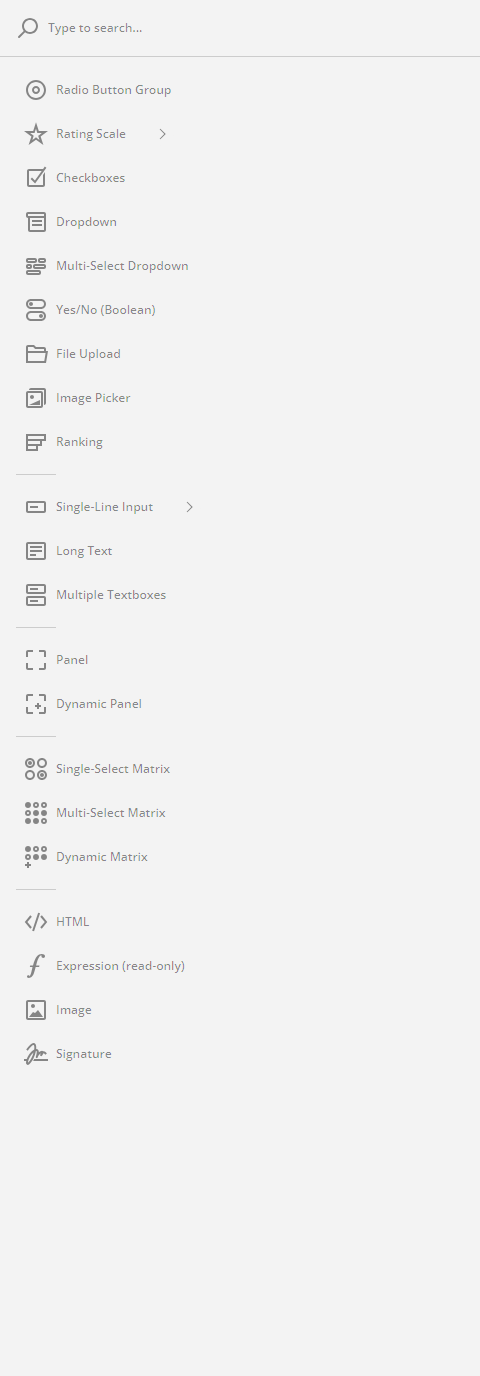 Type to search...
Radio Button Group
Rating Scale
Checkboxes
Dropdown
Multi-Select Dropdown
Yes/No (Boolean)
File Upload
Image Picker
Ranking
Single-Line Input
Long Text
Multiple Textboxes
Panel
Dynamic Panel
Single-Select Matrix
Multi-Select Matrix
Dynamic Matrix
HTML
Expression (read-only)
Image
Signature